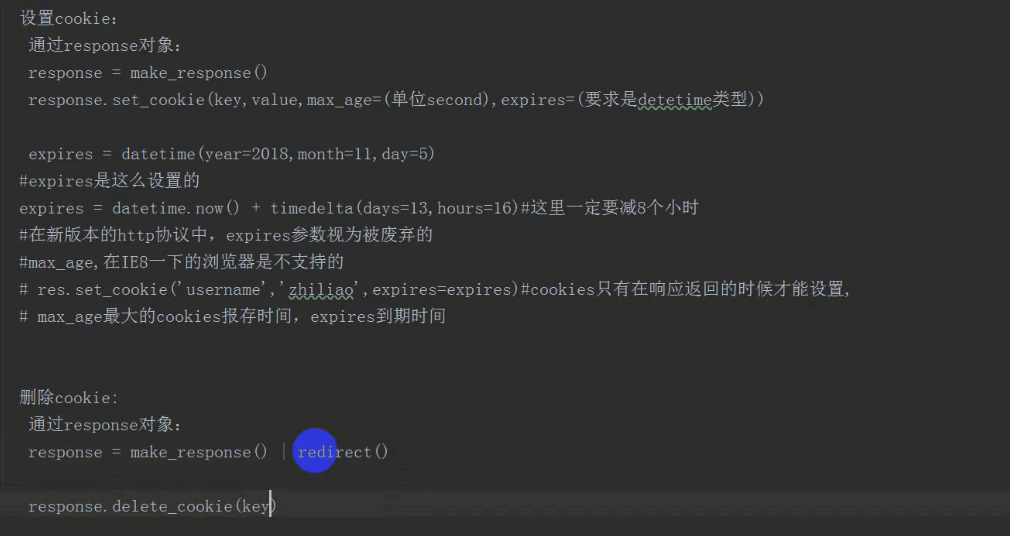 设置cookie：
通过response对象：
response = make_response()
response.set_cookie(key,value,max_age=(单位second),expires=(要求是detetime类型))
expires = datetime(year=2018,month=11,day=5)
#expires是这么设置的
expires = datetime.now() + timedelta(days=13,hours=16)#这里一定要减8个小时
#在新版本的http协议中，expires参数视为被废弃的
#max_age,在IE8一下的浏览器是不支持的
# res.set_cookie('username','zhiliao',expires=expires)#cookies只有在响应返回的时候才能设置,
# max_age最大的cookies报存时间，expires到期时间
删除cookie:
通过response对象：
response = make_response() | redirect()
response.delete_cookie(key)